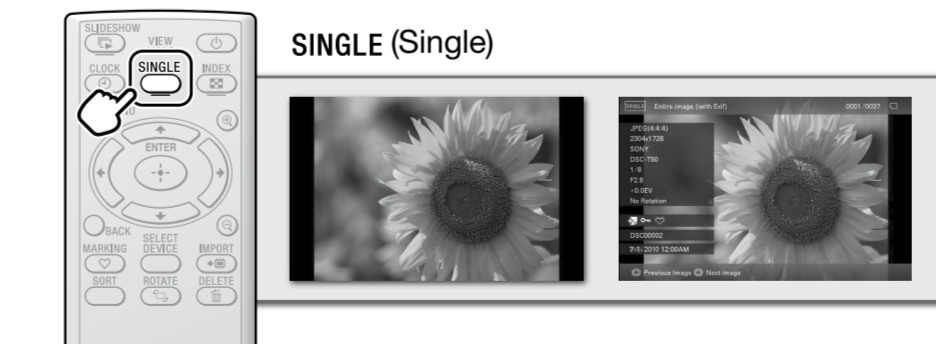 SINGLE (Single)
SLIDESHOW
VIEW
CLOCK
SINGLE
INDEX
ENTER
BACK
MARKING
SELECT DEVICE
IMPORT
SORT
ROTATE
DELETE
SINGLE Entire image (with Exif) 0001/0037
JPEG(4:4:4)
2304x1728
SONY
DSC-T50
1/8
F2.8
+0.0EV
No Rotation
DSC00002
7-1-2010 12:00AM
Previous Image Next image